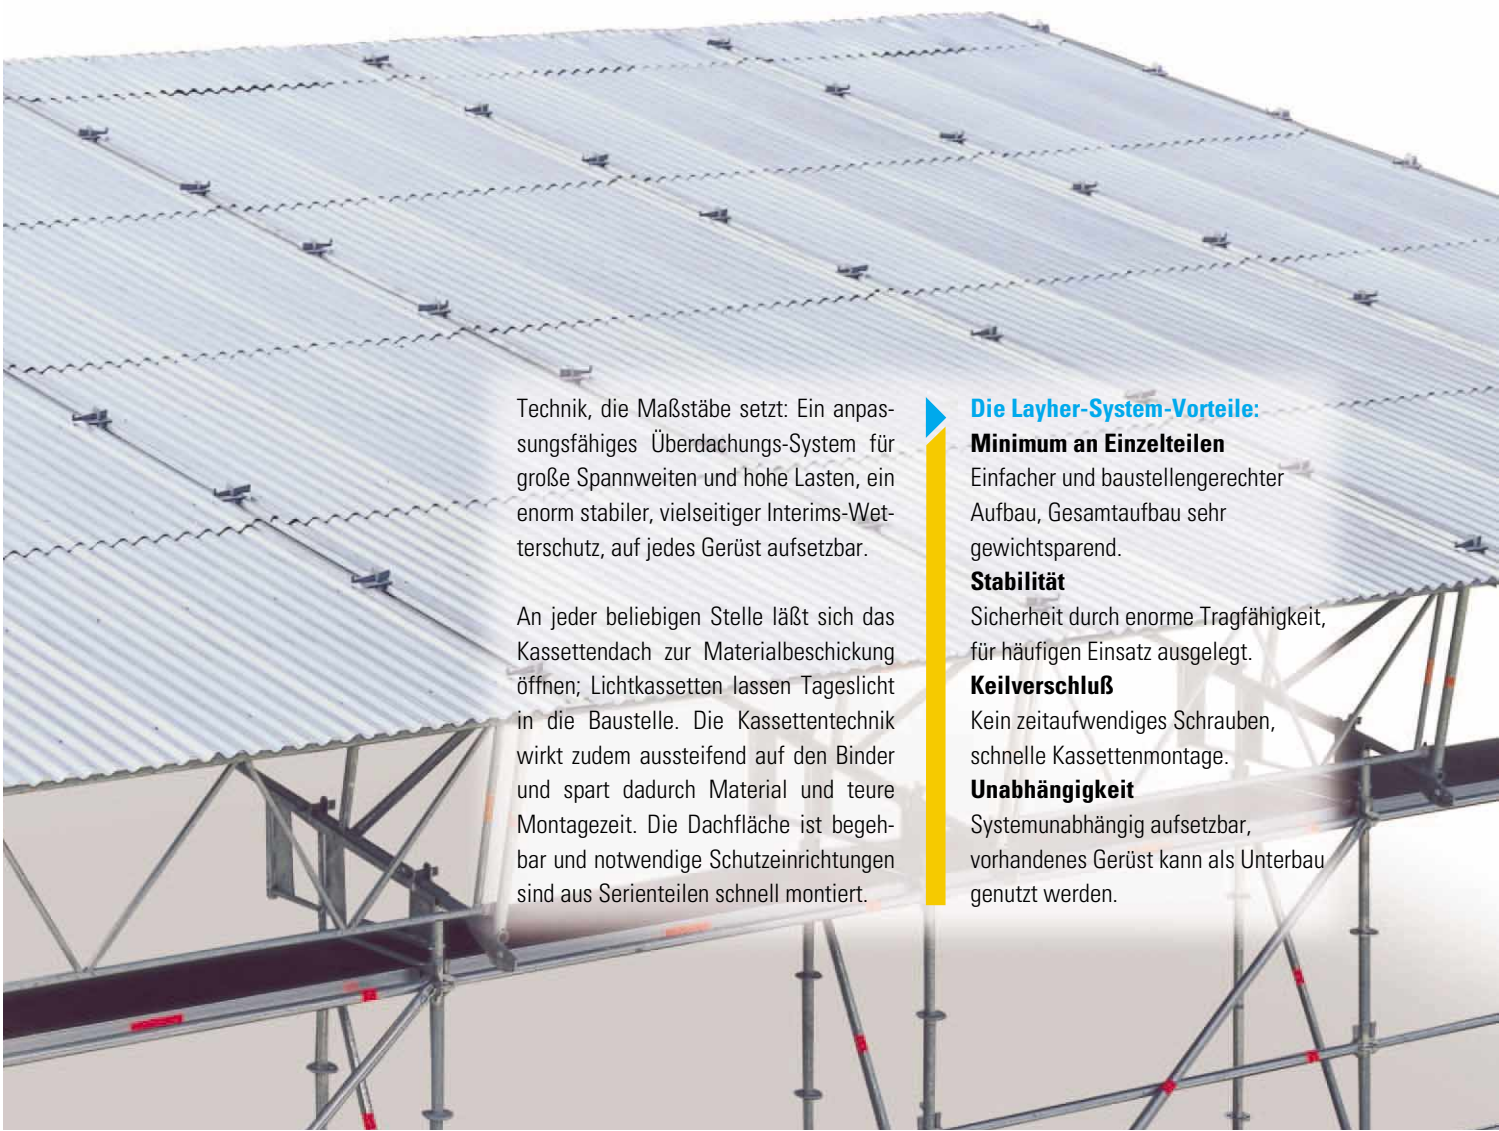 Technik, die Maßstäbe setzt: Ein anpas-
sungsfähiges Überdachungs-System für
große Spannweiten und hohe Lasten, ein
enorm stabiler, vielseitiger Interims-Wet-
terschutz, auf jedes Gerüst aufsetzbar.
An jeder beliebigen Stelle läßt sich das
Kassettendach zur Materialbeschickung
öffnen; Lichtkassetten lassen Tageslicht
in die Baustelle. Die Kassettentechnik
wirkt zudem aussteifend auf den Binder
und spart dadurch Material und teure
Montagezeit. Die Dachfläche ist begeh-
bar und notwendige Schutzeinrichtungen
sind aus Serienteilen schnell montiert.
Die Layher-System-Vorteile:
Minimum an Einzelteilen
Einfacher und baustellengerechter
Aufbau, Gesamtaufbau sehr
gewichtsparend.
Stabilität
Sicherheit durch enorme Tragfähigkeit,
für häufigen Einsatz ausgelegt.
Keilverschluß
Kein zeitaufwendiges Schrauben,
schnelle Kassettenmontage.
Unabhängigkeit
Systemunabhängig aufsetzbar,
vorhandenes Gerüst kann als Unterbau
genutzt werden.